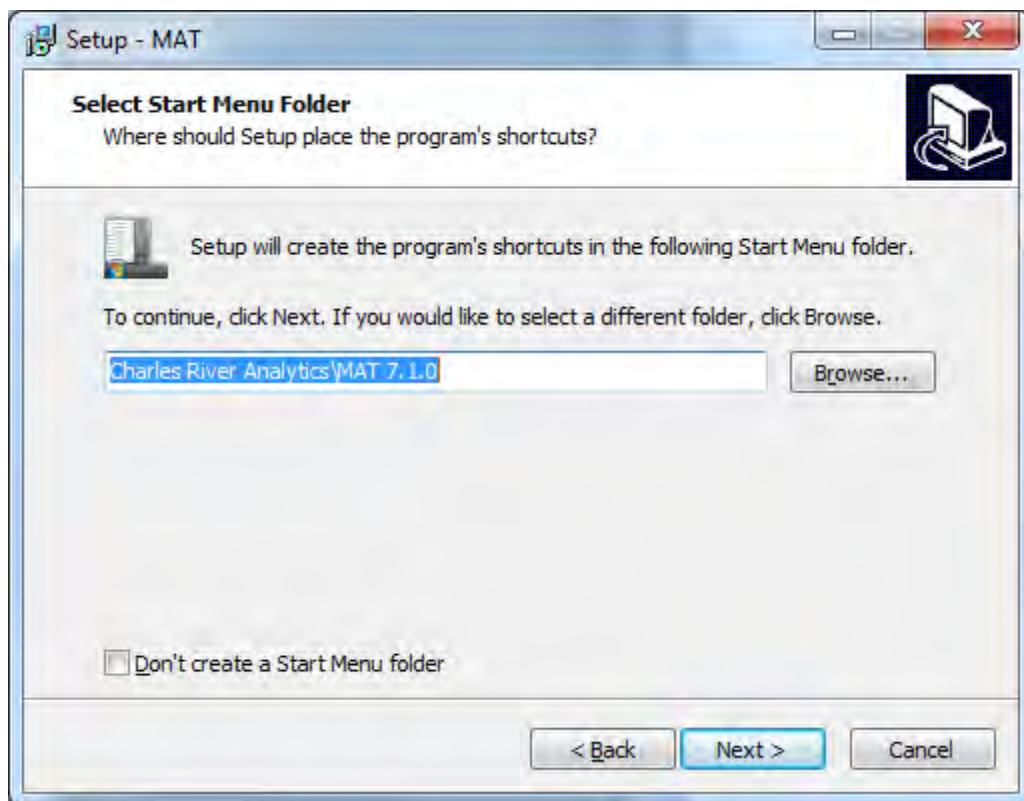 Setup - MAT
Select Start Menu Folder
Where should Setup place the program's shortcuts?
Setup will create the program's shortcuts in the following Start Menu folder.
To continue, click Next. If you would like to select a different folder, click Browse.
Charles River Analytics\MAT 7.1.0
Browse...
Don't create a Start Menu folder
< Back
Next >
Cancel